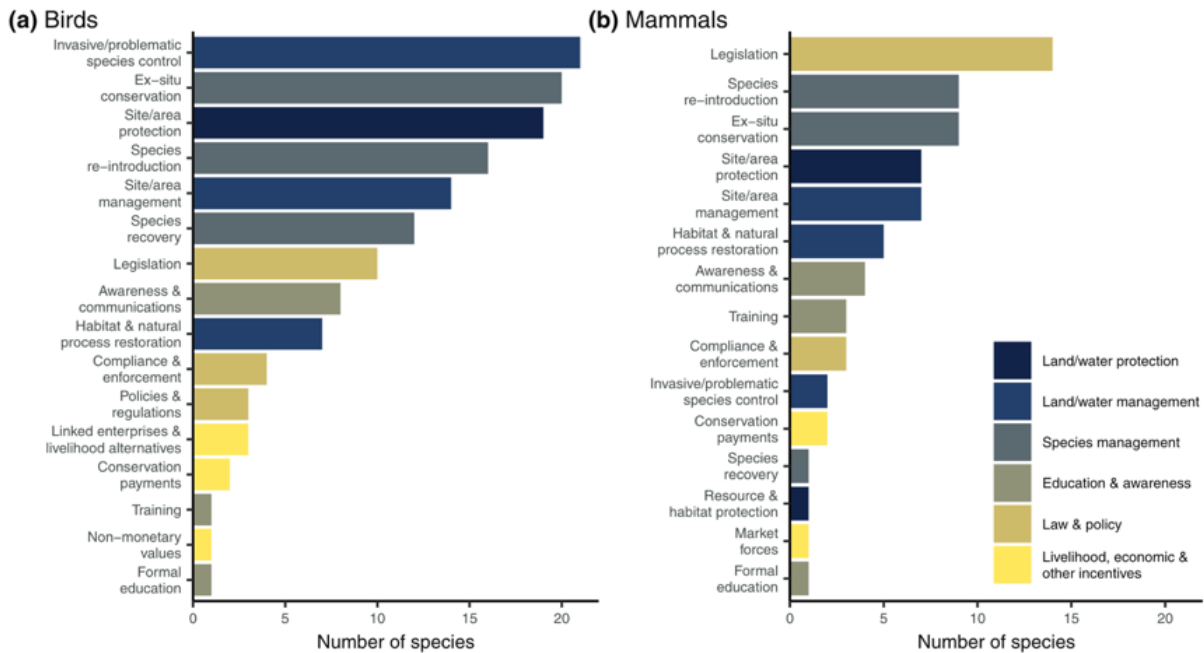 (a) Birds
Invasive/problematic
species control
Ex−situ
conservation
Site/area
protection
Species
re−introduction
Site/area
management
Species
recovery
Legislation
Awareness &
communications
Habitat & natural
process restoration
Compliance &
enforcement
Policies &
regulations
Linked enterprises &
livelihood alternatives
Conservation
payments
Training
Non−monetary
values
Formal
education
0 5 10 15 20
Number of species
(b) Mammals
Legislation
Species
re−introduction
Ex−situ
conservation
Site/area
protection
Site/area
management
Habitat & natural
process restoration
Awareness &
communications
Training
Compliance &
enforcement
Invasive/problematic
species control
Conservation
payments
Species
recovery
Resource &
habitat protection
Market
forces
Formal
education
0 5 10 15 20
Number of species
Land/water protection
Land/water management
Species management
Education & awareness
Law & policy
Livelihood, economic &
other incentives